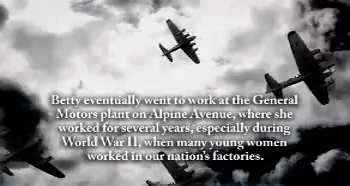 Betty eventually went to work at the General
Motors plant on Alpine Avenue, where she
worked for several years, especially during
World War II, when many young women
worked in our nation's factories.